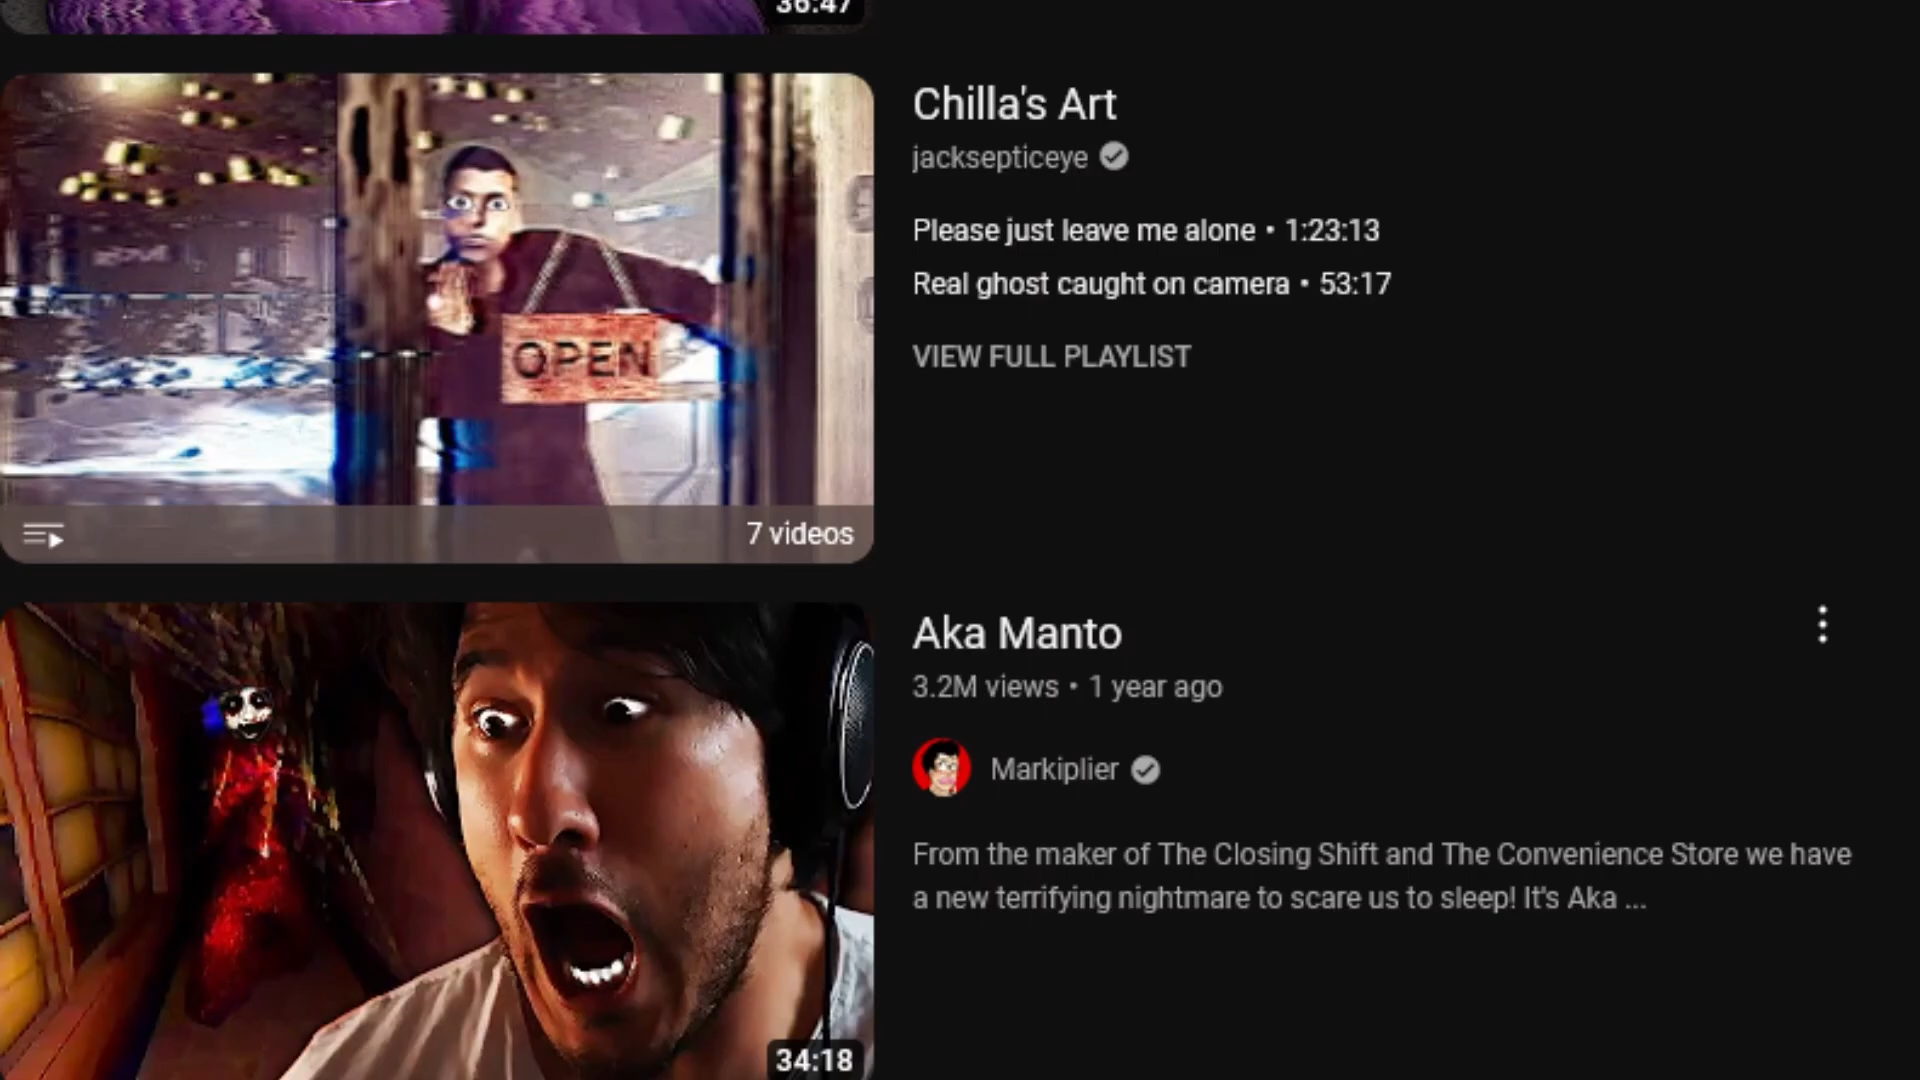 36:47
Chilla's Art
jacksepticeye
Please just leave me alone • 1:23:13
Real ghost caught on camera • 53:17
VIEW FULL PLAYLIST
OPEN
7 videos
Aka Manto
3.2M views • 1 year ago
Markiplier
From the maker of The Closing Shift and The Convenience Store we have
a new terrifying nightmare to scare us to sleep! It's Aka ...
34:18